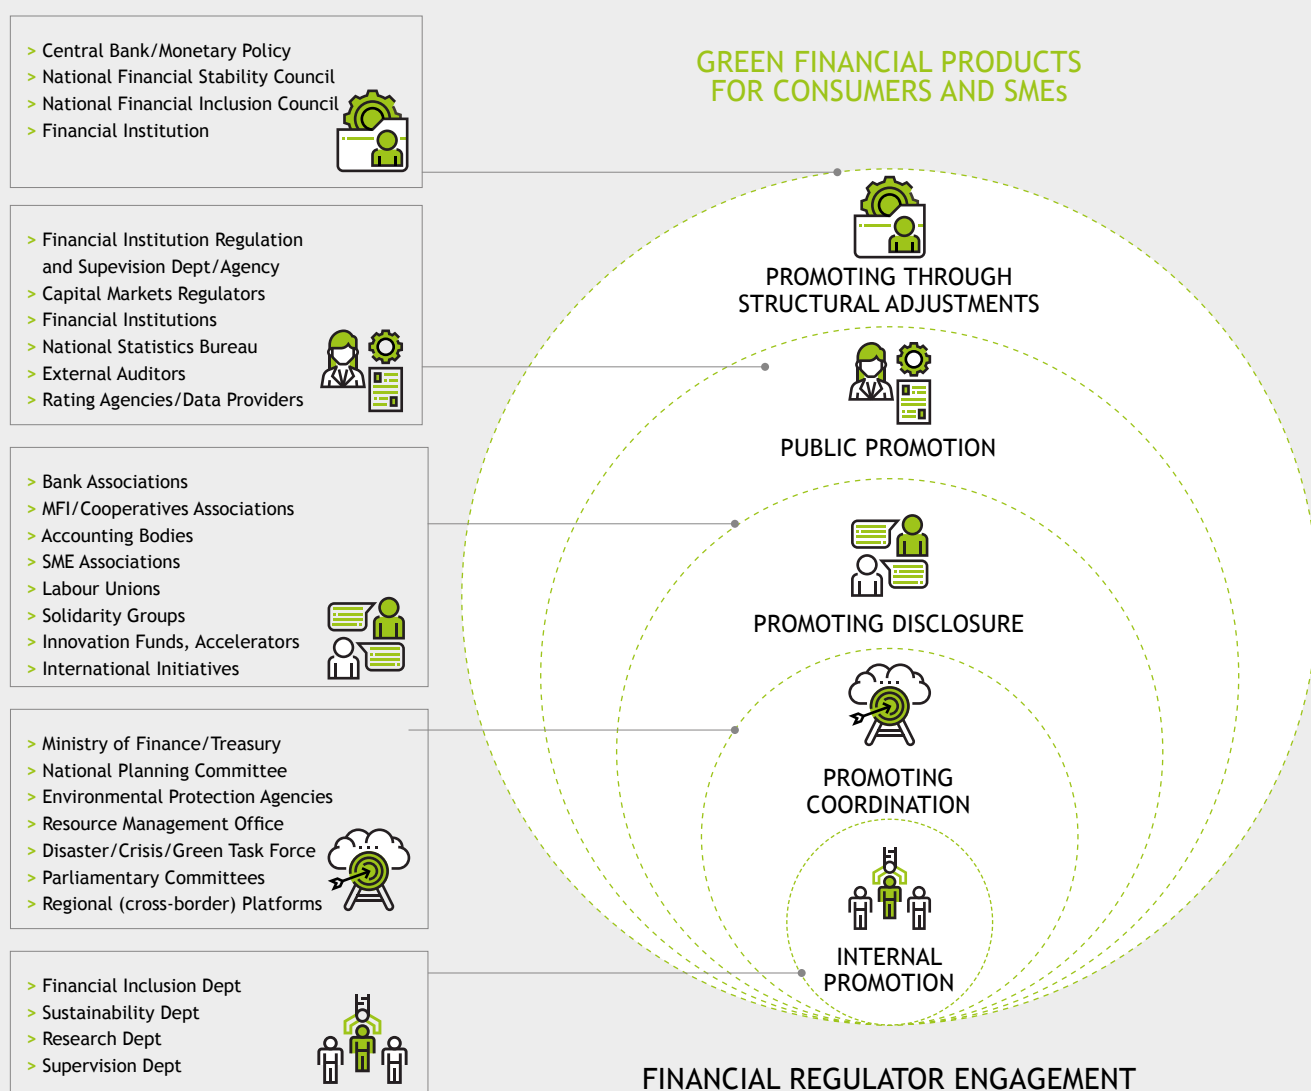 > Central Bank/Monetary Policy
> National Financial Stability Council
> National Financial Inclusion Council
> Financial Institution
> Financial Institution Regulation
and Supevision Dept/Agency
> Capital Markets Regulators
> Financial Institutions
> National Statistics Bureau
> External Auditors
> Rating Agencies/Data Providers
> Bank Associations
> MFI/Cooperatives Associations
> Accounting Bodies
> SME Associations
> Labour Unions
> Solidarity Groups
> Innovation Funds, Accelerators
> International Initiatives
> Ministry of Finance/Treasury
> National Planning Committee
> Environmental Protection Agencies
> Resource Management Office
> Disaster/Crisis/Green Task Force
> Parliamentary Committees
> Regional (cross-border) Platforms
> Financial Inclusion Dept
> Sustainability Dept
> Research Dept
> Supervision Dept
GREEN FINANCIAL PRODUCTS
FOR CONSUMERS AND SMEs
PROMOTING THROUGH
STRUCTURAL ADJUSTMENTS
PUBLIC PROMOTION
PROMOTING DISCLOSURE
PROMOTING
COORDINATION
INTERNAL
PROMOTION
FINANCIAL REGULATOR ENGAGEMENT